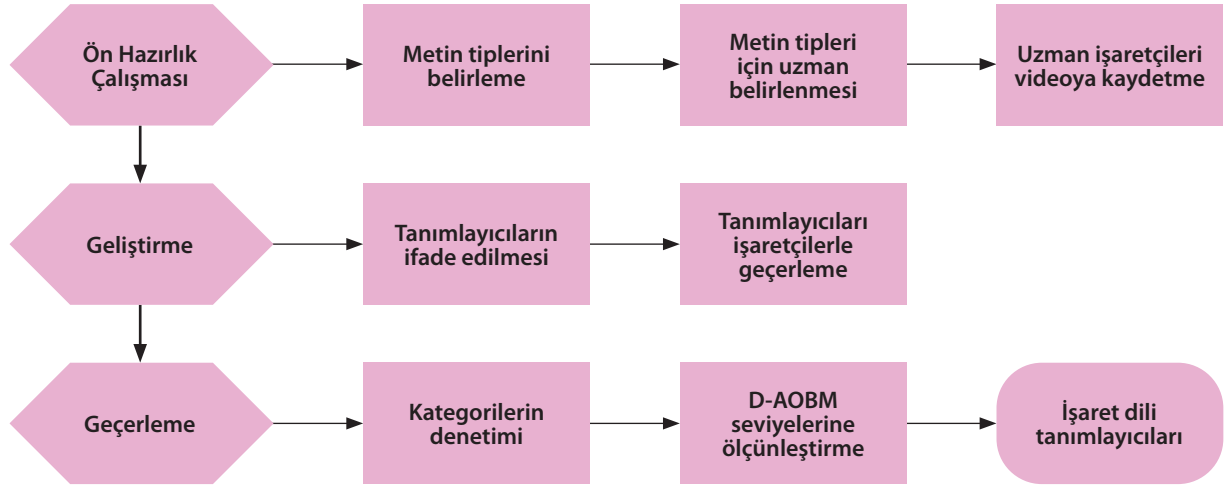 Ön Hazırlık
Çalışması
Metin tiplerini
belirleme
Metin tipleri
için uzman
belirlenmesi
Uzman işaretçileri
videoya kaydetme
Geliştirme
Tanımlayıcıların
ifade edilmesi
Tanımlayıcıları
işaretçilerle
geçerleme
Geçerleme
Kategorilerin
denetimi
D-AOBM
seviyelerine
ölçünleştirme
İşaret dili
tanımlayıcıları